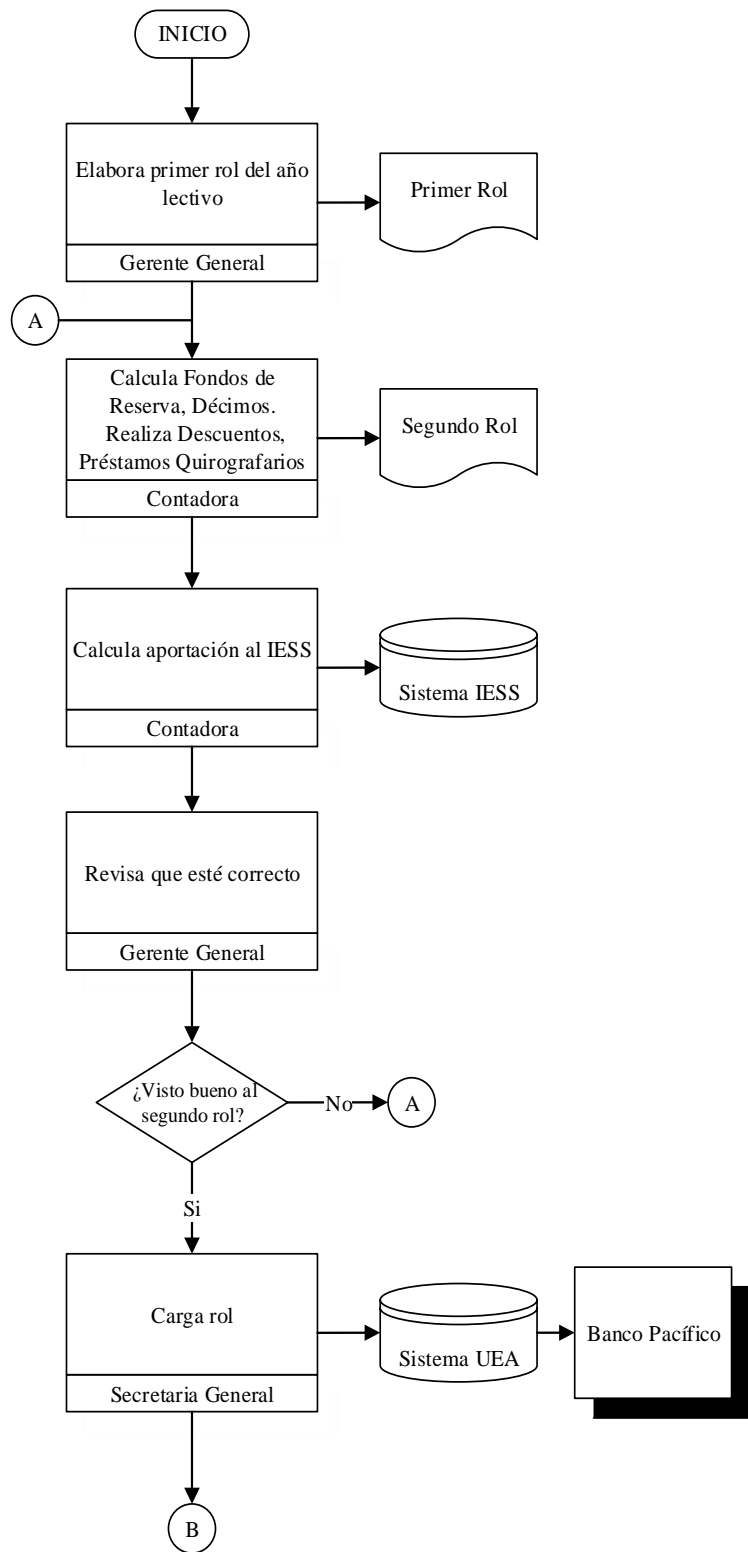 INICIO
Elabora primer rol del año
lectivo
Gerente General
Primer Rol
A
Calcula Fondos de
Reserva, Décimos.
Realiza Descuentos,
Préstamos Quirografarios
Contadora
Segundo Rol
Calcula aportación al IESS
Contadora
Sistema IESS
Revisa que esté correcto
Gerente General
¿Visto bueno al
segundo rol?
No
A
Si
Carga rol
Secretaria General
Sistema UEA
Banco Pacífico
B